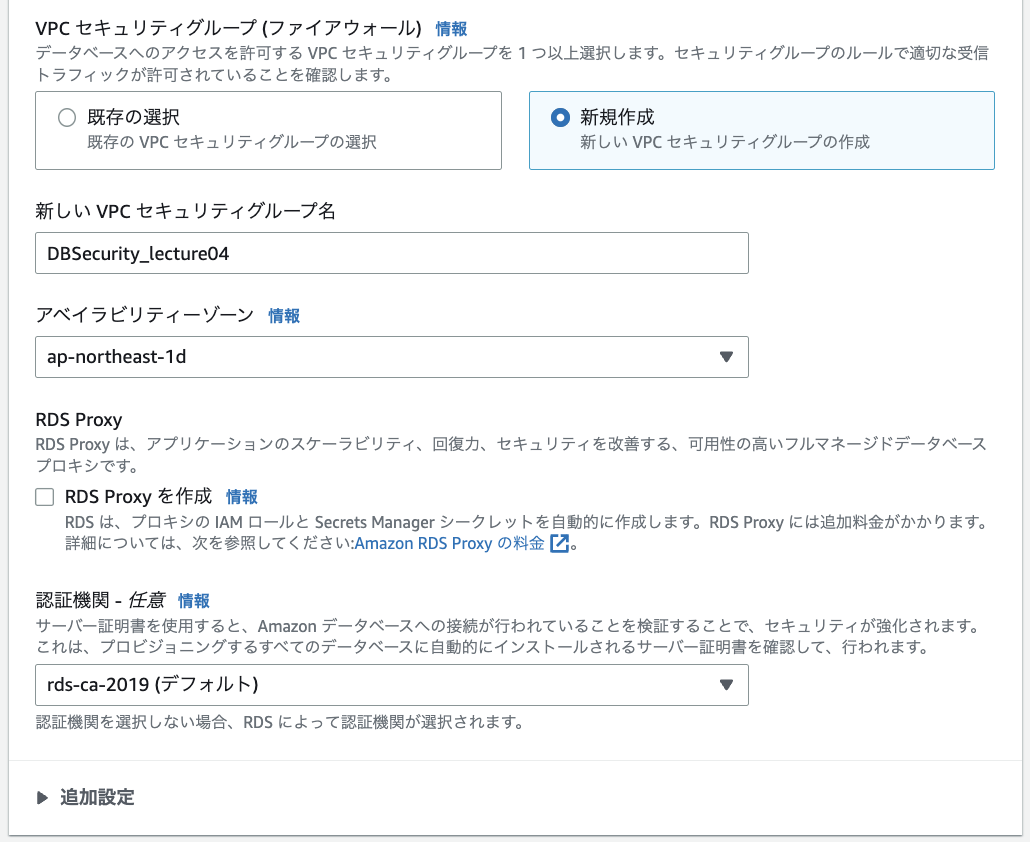 VPC セキュリティグループ (ファイアウォール) 情報
データベースへのアクセスを許可する VPC セキュリティグループを 1 つ以上選択します。セキュリティグループのルールで適切な受信
トラフィックが許可されていることを確認します。
既存の選択
既存の VPC セキュリティグループの選択
新規作成
新しい VPC セキュリティグループの作成
新しい VPC セキュリティグループ名
DBSecurity_lecture04
アベイラビリティーゾーン 情報
ap-northeast-1d
RDS Proxy
RDS Proxy は、アプリケーションのスケーラビリティ、回復力、セキュリティを改善する、可用性の高いフルマネージドデータベース
プロキシです。
RDS Proxy を作成 情報
RDS は、プロキシの IAM ロールと Secrets Manager シークレットを自動的に作成します。RDS Proxy には追加料金がかかります。
詳細については、次を参照してください:Amazon RDS Proxy の料金。
認証機関 - 任意 情報
サーバー証明書を使用すると、Amazon データベースへの接続が行われていることを検証することで、セキュリティが強化されます。
これは、プロビジョニングするすべてのデータベースに自動的にインストールされるサーバー証明書を確認して、行われます。
rds-ca-2019 (デフォルト)
認証機関を選択しない場合、RDS によって認証機関が選択されます。
追加設定